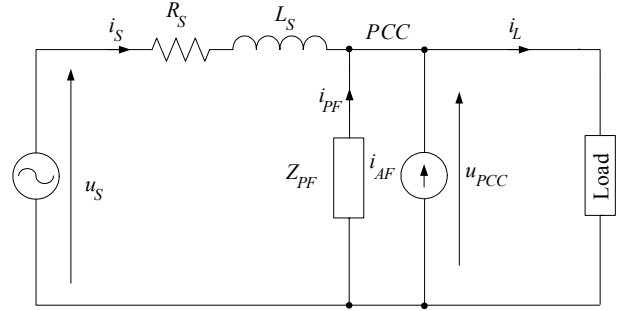 i_S
R_S
L_S
PCC
i_L
i_PF
u_S
Z_PF
i_AF
u_PCC
Load